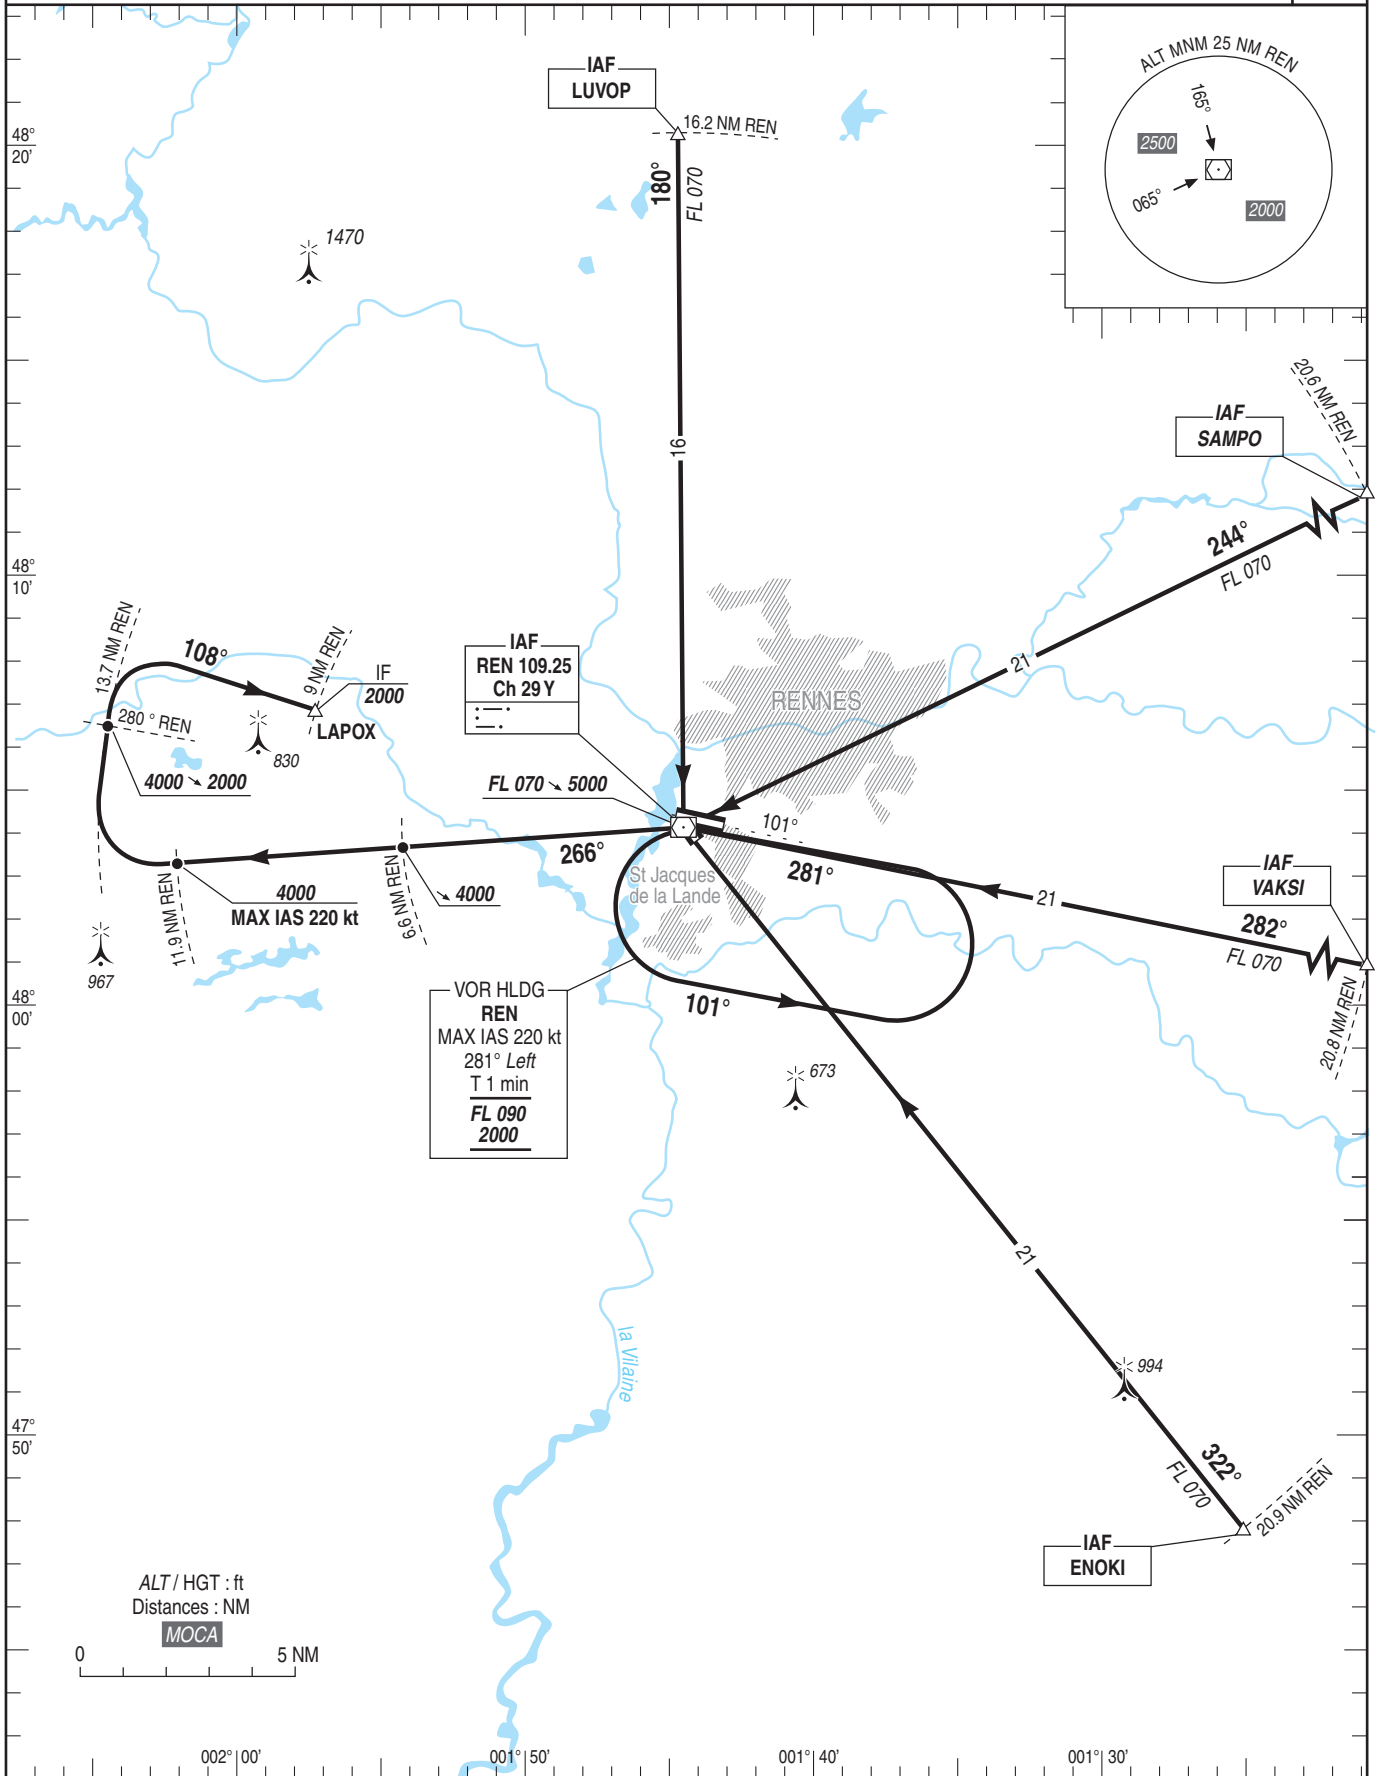 ALT MNM 25 NM REN
165°
2500
065°
2000
IAF
LUVOP
16.2 NM REN
48°
20'
180°
FL 070
1470
16
20.6 NM REN
IAF
SAMPO
244°
FL 070
21
48°
10'
13.7 NM REN
108°
9 NM REN
IF
2000
LAPOX
280° REN
830
4000 ➘ 2000
IAF
REN 109.25
Ch 29 Y
RENNES
FL 070 ➘ 5000
101°
266°
281°
St Jacques
de la Lande
4000
MAX IAS 220 kt
11.9 NM REN
6.6 NM REN
➘ 4000
967
21
IAF
VAKSI
282°
FL 070
20.8 NM REN
48°
00'
VOR HLDG
REN
MAX IAS 220 kt
281° Left
T 1 min
FL 090
2000
101°
673
21
la Vilaine
994
47°
50'
322°
FL 070
20.9 NM REN
IAF
ENOKI
ALT / HGT : ft
Distances : NM
MOCA
0 5 NM
002° 00' 001° 50' 001° 40' 001° 30'